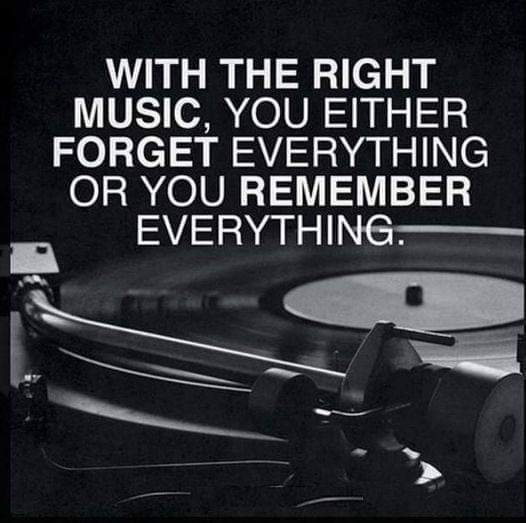 WITH THE RIGHT
MUSIC, YOU EITHER
FORGET EVERYTHING
OR YOU REMEMBER
EVERYTHING.